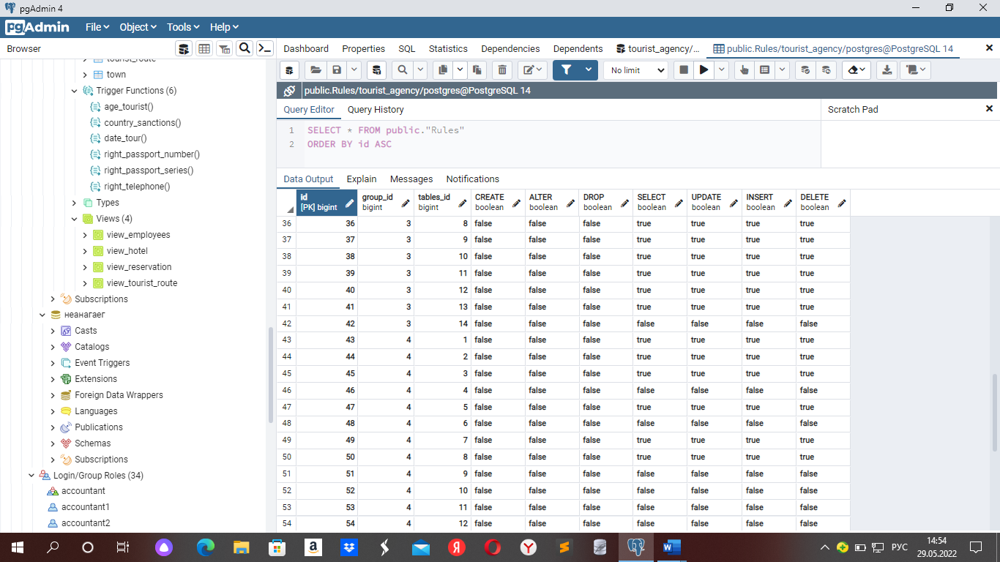 pgAdmin 4
pgAdmin File Object Tools Help
Browser
Dashboard Properties SQL Statistics Dependencies Dependents tourist_agency/... public.Rules/tourist_agency/postgres@PostgreSQL 14
No limit
public.Rules/tourist_agency/postgres@PostgreSQL 14
tourist_route
town
Trigger Functions (6)
age_tourist()
country_sanctions()
date_tour()
right_passport_number()
right_passport_series()
right_telephone()
Types
Views (4)
view_employees
view_hotel
view_reservation
view_tourist_route
Subscriptions
неанагаег
Casts
Catalogs
Event Triggers
Extensions
Foreign Data Wrappers
Languages
Publications
Schemas
Subscriptions
Login/Group Roles (34)
accountant
accountant1
accountant2
Query Editor Query History
Scratch Pad
1 SELECT * FROM public."Rules"
2 ORDER BY id ASC
Data Output Explain Messages Notifications
id group_id tables_id CREATE ALTER DROP SELECT UPDATE INSERT DELETE
[PK] bigint bigint bigint boolean boolean boolean boolean boolean boolean boolean
36 36 3 8 false false false true true true true
37 37 3 9 false false false true true true true
38 38 3 10 false false false true true true true
39 39 3 11 false false false true true true true
40 40 3 12 false false false true true true true
41 41 3 13 false false false true true true true
42 42 3 14 false false false false false false false
43 43 4 1 false false false true true true true
44 44 4 2 false false false true true true true
45 45 4 3 false false false true true true true
46 46 4 4 false false false false false false false
47 47 4 5 false false false true true true true
48 48 4 6 false false false false false false false
49 49 4 7 false false false true true true true
50 50 4 8 false false false true true true true
51 51 4 9 false false false false false false false
52 52 4 10 false false false false false false false
53 53 4 11 false false false false false false false
54 54 4 12 false false false false false false false
РУС
14:54
29.05.2022